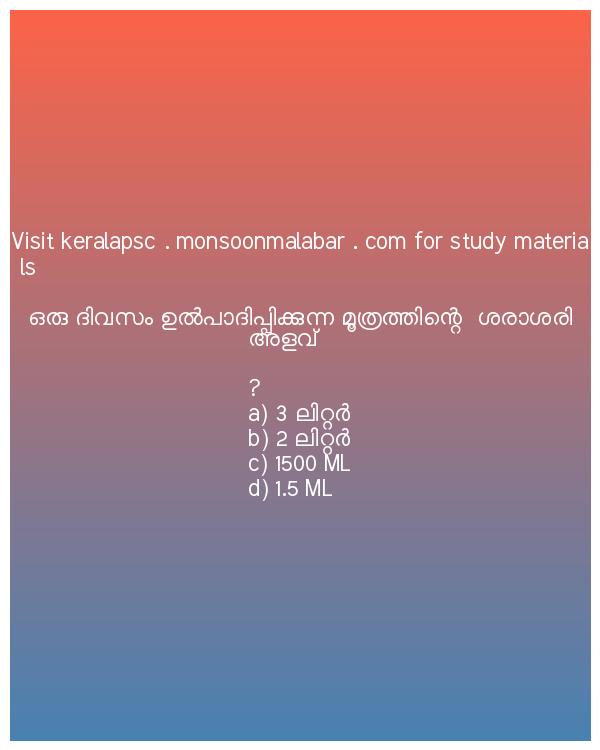 Visit keralapsc . monsoonmalabar . com for study materia
ls
ഒരു ദിവസം ഉൽപാദിപ്പിക്കുന്ന മൂത്രത്തിന്റെ ശരാശരി
അളവ്
?
a) 3 ലിറ്റർ
b) 2 ലിറ്റർ
c) 1500 ML
d) 1.5 ML